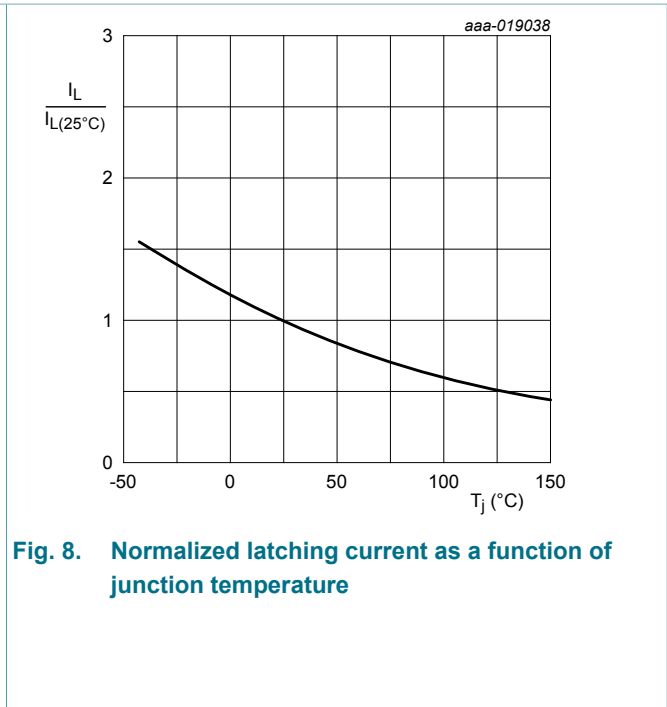 aaa-019038
3
I_L
I_L(25°C)
2
1
0
-50 0 50 100 150
T_j (°C)
Fig. 8. Normalized latching current as a function of
junction temperature